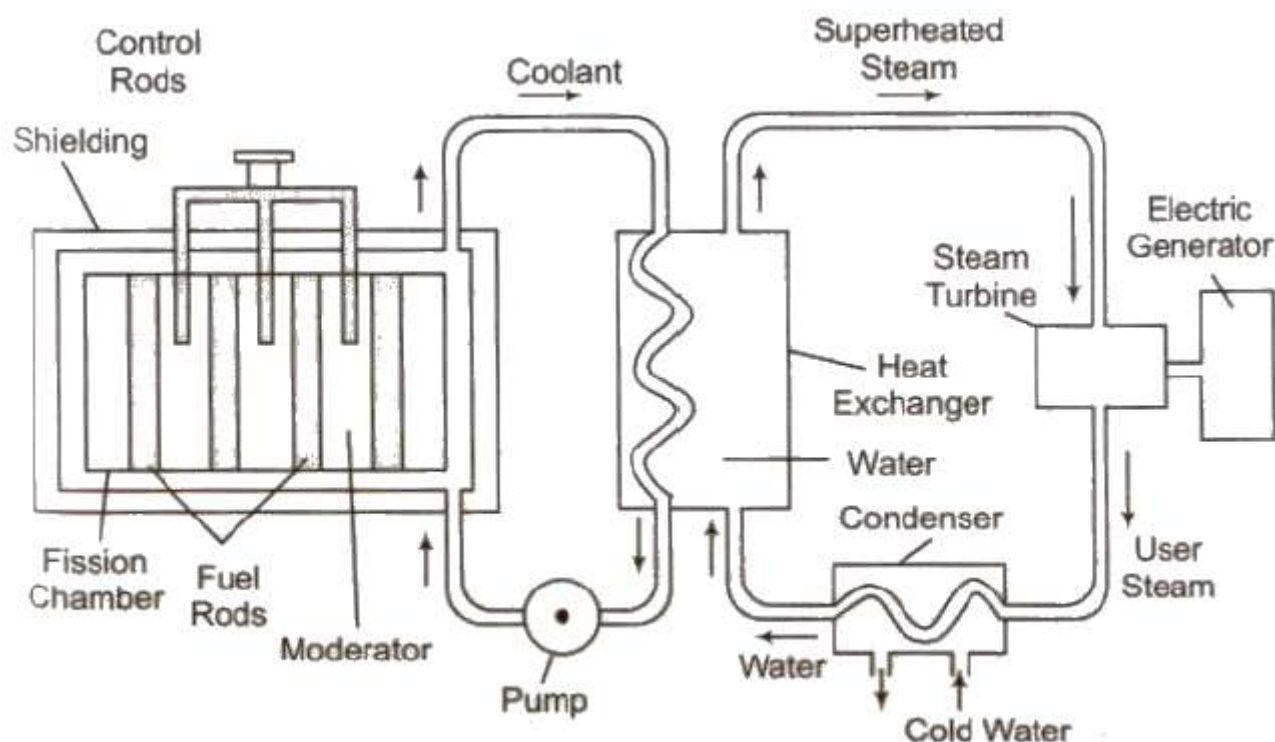 Control
Rods
Shielding
Coolant
Superheated
Steam
Electric
Generator
Steam
Turbine
Heat
Exchanger
Water
Condenser
User
Steam
Fission
Chamber
Fuel
Rods
Moderator
Pump
Water
Cold Water